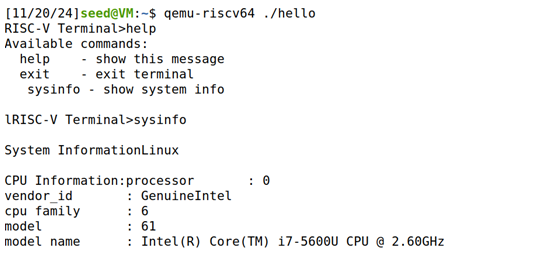 [11/20/24]seed@VM:~$ qemu-riscv64 ./hello
RISC-V Terminal>help
Available commands:
  help    - show this message
  exit    - exit terminal
   sysinfo - show system info

lRISC-V Terminal>sysinfo

System InformationLinux

CPU Information:processor       : 0
vendor_id       : GenuineIntel
cpu family      : 6
model           : 61
model name      : Intel(R) Core(TM) i7-5600U CPU @ 2.60GHz